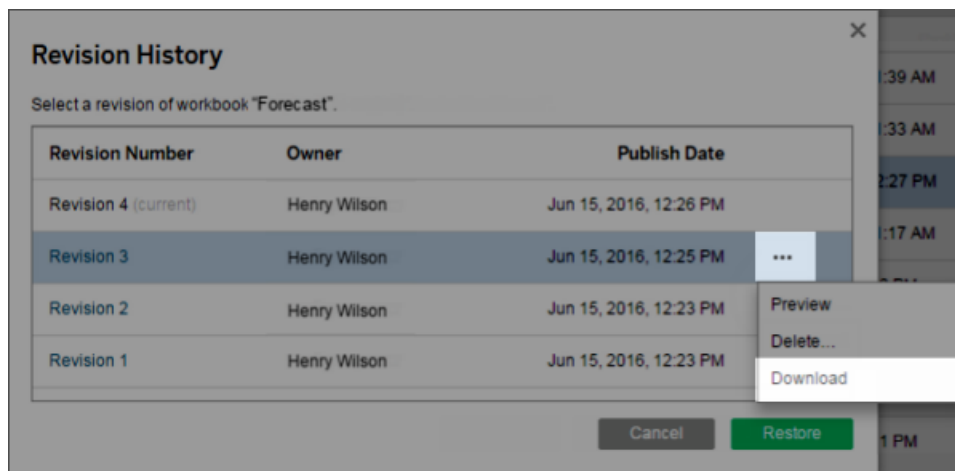 Revision History
Select a revision of workbook "Forecast".
Revision Number Owner Publish Date
Revision 4 (current) Henry Wilson Jun 15, 2016, 12:26 PM
Revision 3 Henry Wilson Jun 15, 2016, 12:25 PM ...
Revision 2 Henry Wilson Jun 15, 2016, 12:23 PM
Revision 1 Henry Wilson Jun 15, 2016, 12:23 PM
Preview
Delete...
Download
Cancel Restore
:39 AM
:33 AM
2:27 PM
:17 AM
1 PM